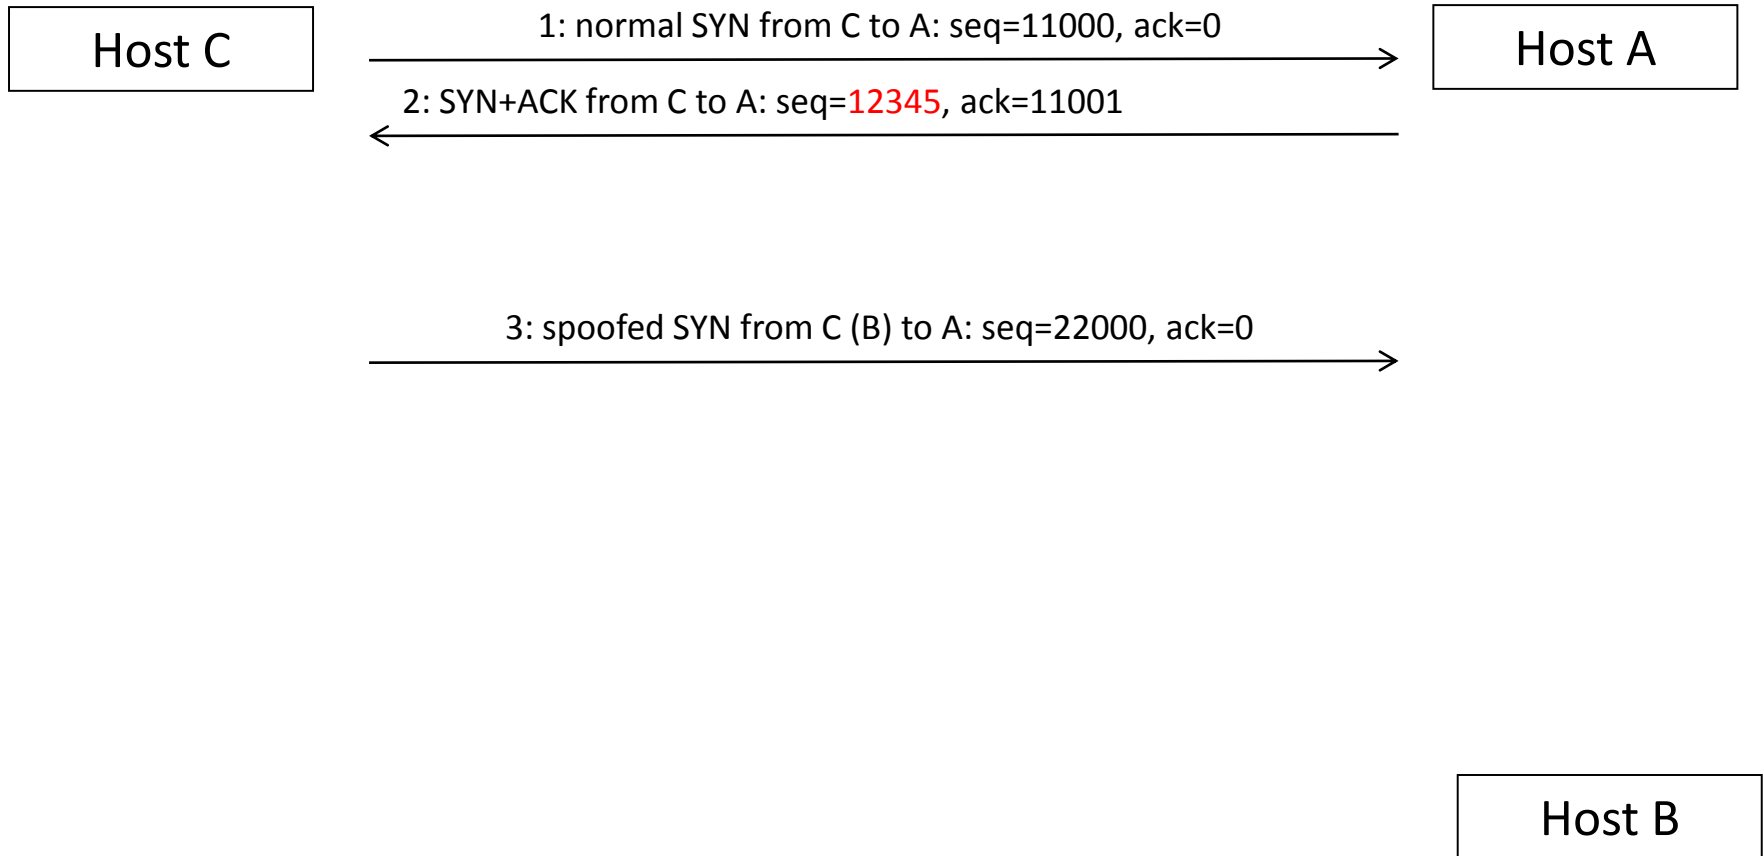 Host C
1: normal SYN from C to A: seq=11000, ack=0
Host A
2: SYN+ACK from C to A: seq=12345, ack=11001
3: spoofed SYN from C (B) to A: seq=22000, ack=0
Host B